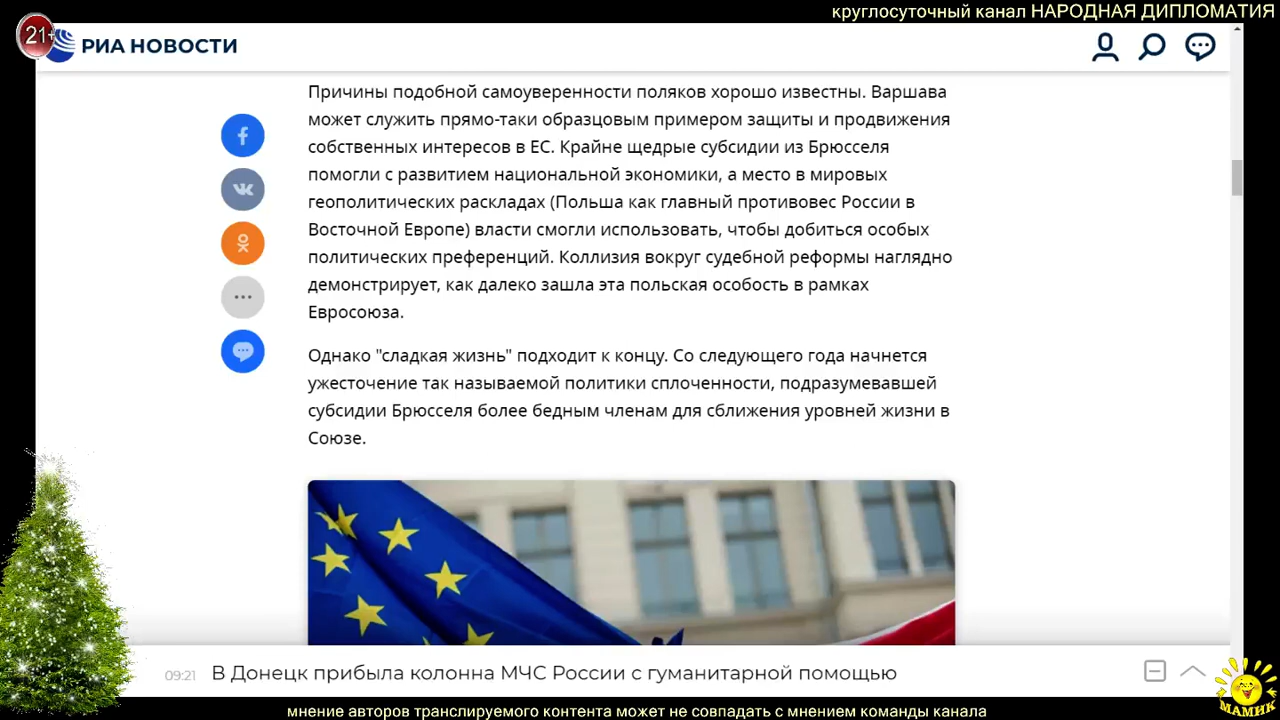 круглосуточный канал НАРОДНАЯ ДИПЛОМАТИЯ
21+
РИА НОВОСТИ
Причины подобной самоуверенности поляков хорошо известны. Варшава
может служить прямо-таки образцовым примером защиты и продвижения
собственных интересов в ЕС. Крайне щедрые субсидии из Брюсселя
помогли с развитием национальной экономики, а место в мировых
геополитических раскладах (Польша как главный противовес России в
Восточной Европе) власти смогли использовать, чтобы добиться особых
политических преференций. Коллизия вокруг судебной реформы наглядно
демонстрирует, как далеко зашла эта польская особость в рамках
Евросоюза.
Однако "сладкая жизнь" подходит к концу. Со следующего года начнется
ужесточение так называемой политики сплоченности, подразумевавшей
субсидии Брюсселя более бедным членам для сближения уровней жизни в
Союзе.
09:21 В Донецк прибыла колонна МЧС России с гуманитарной помощью
МАМИК
мнение авторов транслируемого контента может не совпадать с мнением команды канала